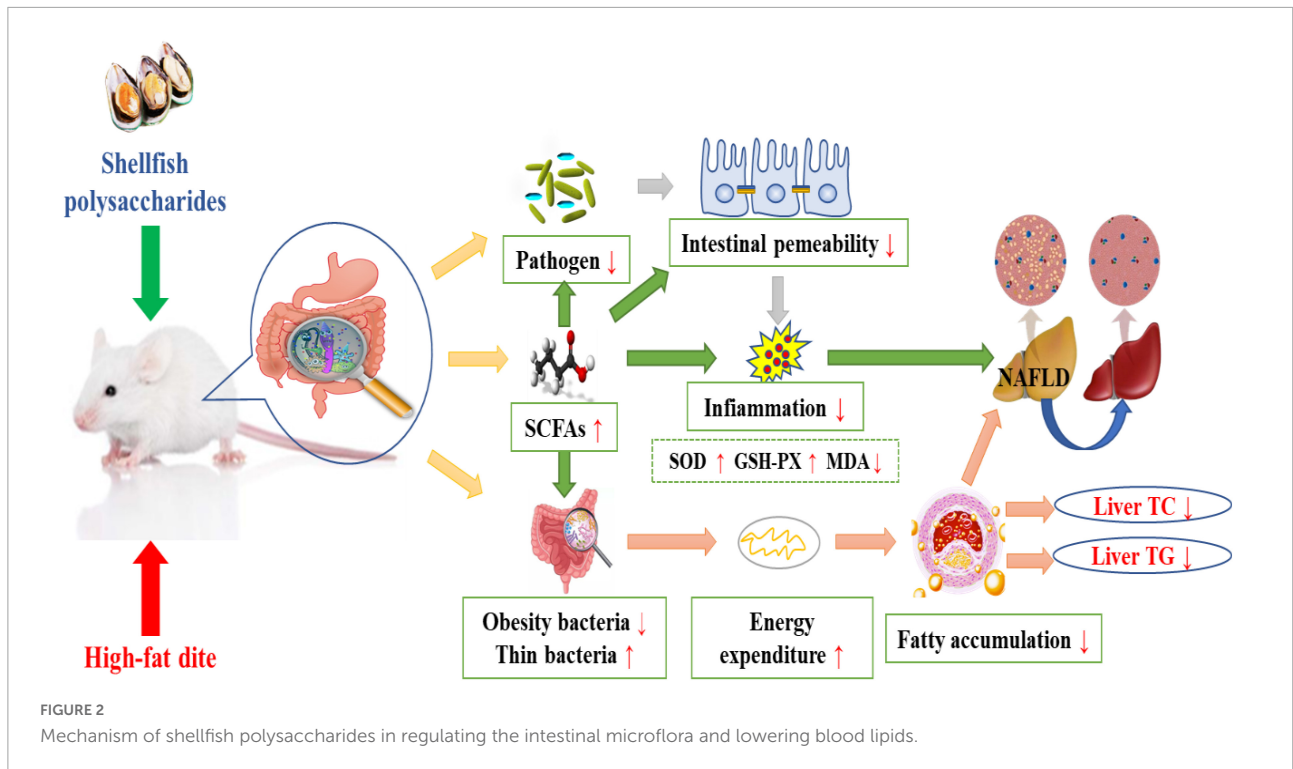 Shellfish
polysaccharides
High-fat dite
Pathogen ↓
Intestinal pemeability ↓
SCFAs ↑
Infiammation ↓
SOD ↑ GSH-PX ↑ MDA ↓
NAFLD
Obesity bacteria ↓
Thin bacteria ↑
Energy
expenditure ↑
Fatty accumulation ↓
Liver TC ↓
Liver TG ↓
FIGURE 2
Mechanism of shellfish polysaccharides in regulating the intestinal microflora and lowering blood lipids.